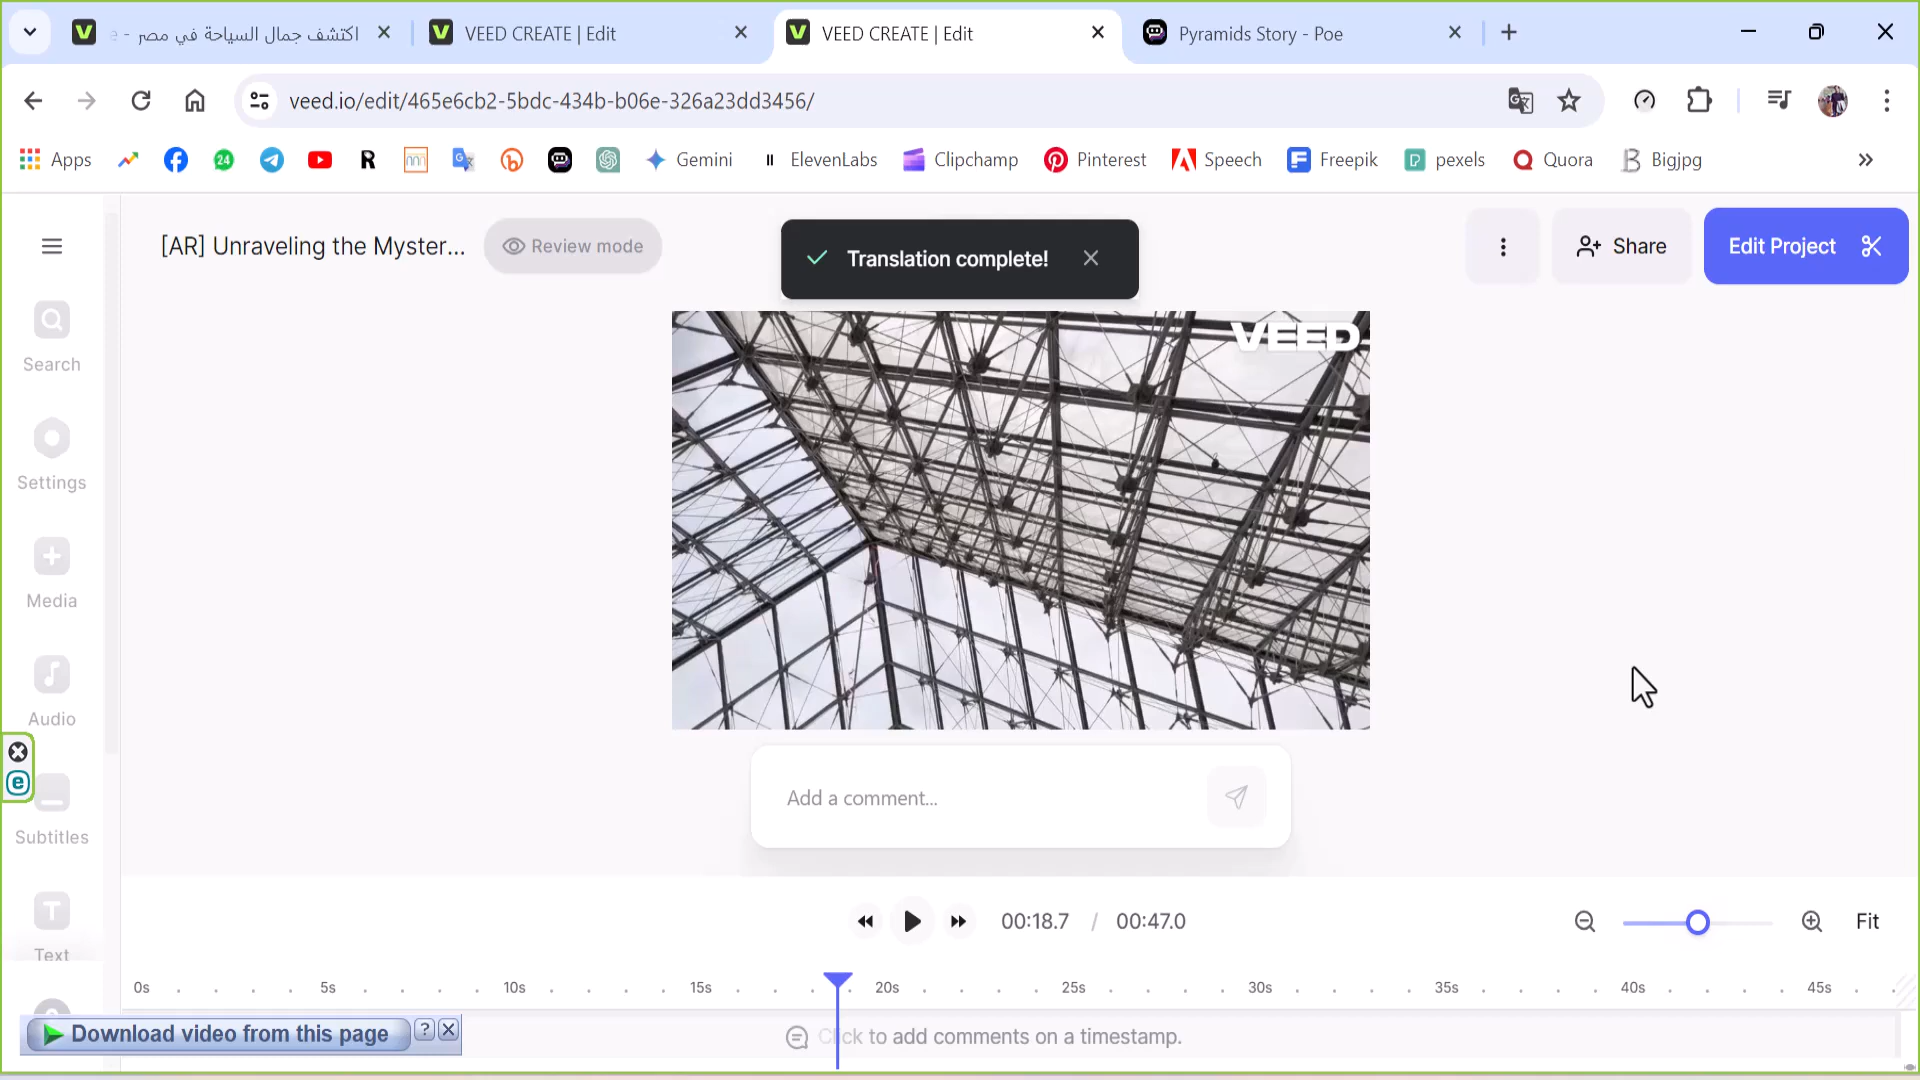 اكتشف جمال السياحة في مصر - e
VEED CREATE | Edit
VEED CREATE | Edit
Pyramids Story - Poe
veed.io/edit/465e6cb2-5bdc-434b-b06e-326a23dd3456/
Apps
24
Gemini
ElevenLabs
Clipchamp
Pinterest
Speech
Freepik
pexels
Quora
Bigjpg
[AR] Unraveling the Myster...
Review mode
Translation complete!
Share
Edit Project
VEED
Search
Settings
Media
Audio
Subtitles
Text
Add a comment...
00:18.7 / 00:47.0
Fit
0s 5s 10s 15s 20s 25s 30s 35s 40s 45s
Click to add comments on a timestamp.
Download video from this page